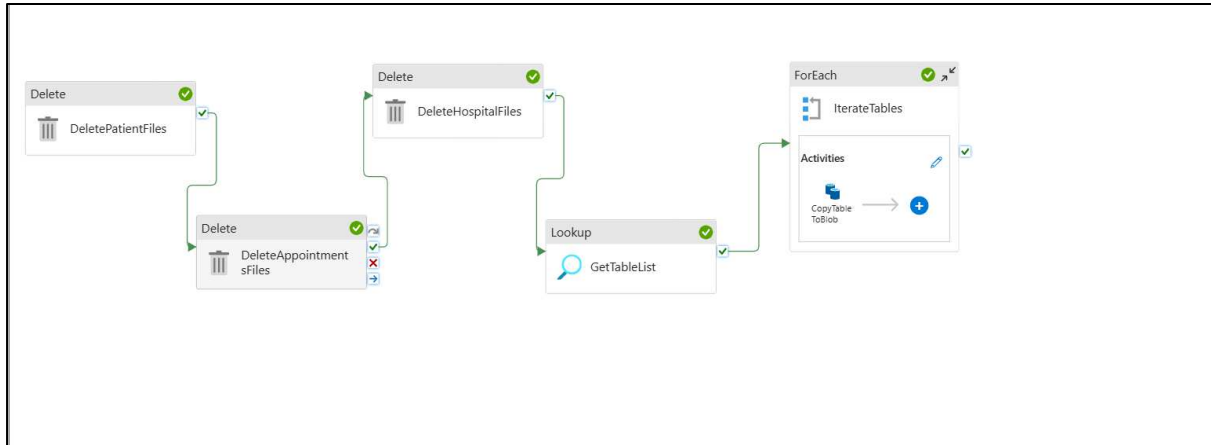 Delete
DeletePatientFiles
Delete
DeleteAppointment
sFiles
Delete
DeleteHospitalFiles
Lookup
GetTableList
ForEach
IterateTables
Activities
CopyTable
ToBlob